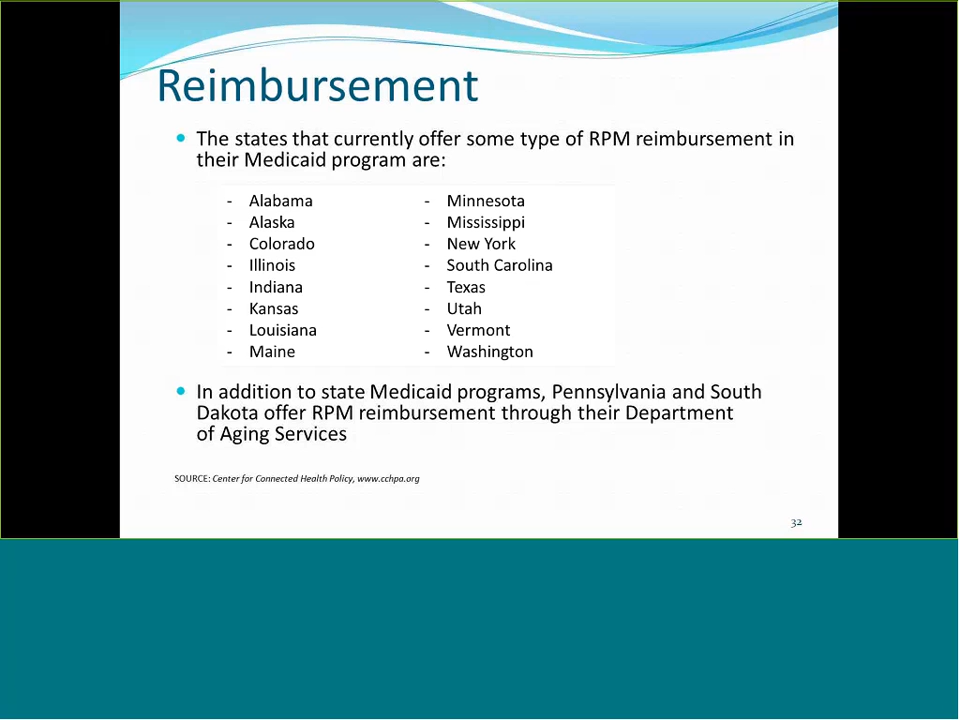 Reimbursement
The states that currently offer some type of RPM reimbursement in
their Medicaid program are:
- Alabama
- Alaska
- Colorado
- Illinois
- Indiana
- Kansas
- Louisiana
- Maine
- Minnesota
- Mississippi
- New York
- South Carolina
- Texas
- Utah
- Vermont
- Washington
In addition to state Medicaid programs, Pennsylvania and South
Dakota offer RPM reimbursement through their Department
of Aging Services
SOURCE: Center for Connected Health Policy, www.cchpa.org
32